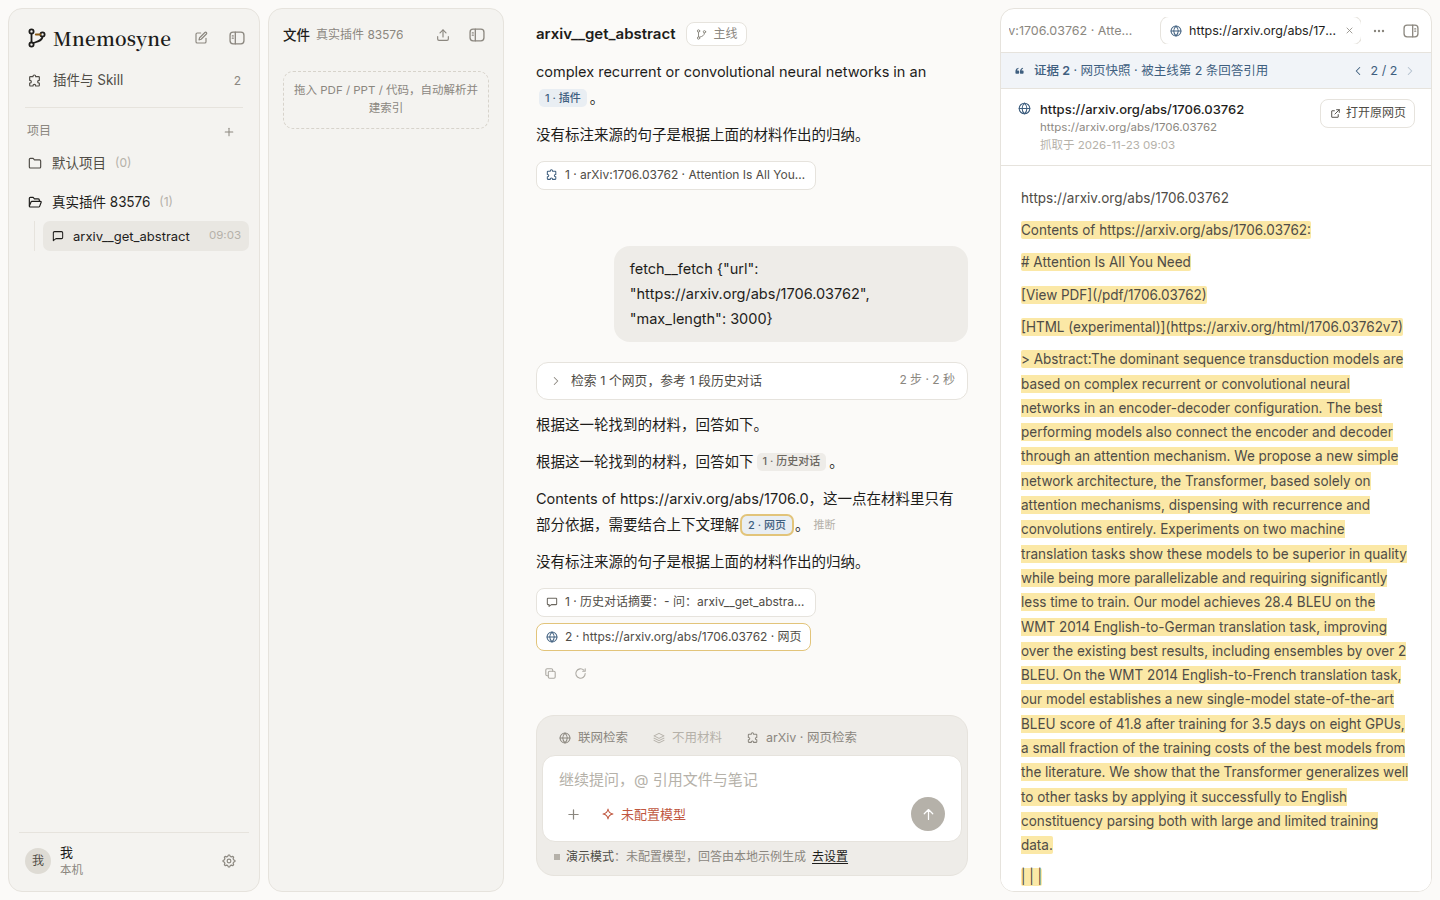 Mnemosyne
插件与 Skill 2
项目
默认项目 (0)
真实插件 83576 (1)
arxiv__get_abstract 09:03
我
我
本机
文件 真实插件 83576
拖入 PDF / PPT / 代码，自动解析并
建索引
arxiv__get_abstract 主线
complex recurrent or convolutional neural networks in an
1 · 插件 。
没有标注来源的句子是根据上面的材料作出的归纳。
1 · arXiv:1706.03762 · Attention Is All You...
fetch__fetch {"url":
"https://arxiv.org/abs/1706.03762",
"max_length": 3000}
检索 1 个网页，参考 1 段历史对话 2 步 · 2 秒
根据这一轮找到的材料，回答如下。
根据这一轮找到的材料，回答如下 1 · 历史对话 。
Contents of https://arxiv.org/abs/1706.0，这一点在材料里只有
部分依据，需要结合上下文理解 2 · 网页 。 推断
没有标注来源的句子是根据上面的材料作出的归纳。
1 · 历史对话摘要：- 问：arxiv__get_abstra...
2 · https://arxiv.org/abs/1706.03762 · 网页
联网检索 不用材料 arXiv · 网页检索
继续提问，@ 引用文件与笔记
未配置模型
演示模式：未配置模型，回答由本地示例生成 去设置
v:1706.03762 · Atte... https://arxiv.org/abs/17...
证据 2 · 网页快照 · 被主线第 2 条回答引用 2 / 2
https://arxiv.org/abs/1706.03762
https://arxiv.org/abs/1706.03762
抓取于 2026-11-23 09:03
打开原网页
https://arxiv.org/abs/1706.03762
Contents of https://arxiv.org/abs/1706.03762:
# Attention Is All You Need
[View PDF](/pdf/1706.03762)
[HTML (experimental)](https://arxiv.org/html/1706.03762v7)
> Abstract:The dominant sequence transduction models are
based on complex recurrent or convolutional neural
networks in an encoder-decoder configuration. The best
performing models also connect the encoder and decoder
through an attention mechanism. We propose a new simple
network architecture, the Transformer, based solely on
attention mechanisms, dispensing with recurrence and
convolutions entirely. Experiments on two machine
translation tasks show these models to be superior in quality
while being more parallelizable and requiring significantly
less time to train. Our model achieves 28.4 BLEU on the
WMT 2014 English-to-German translation task, improving
over the existing best results, including ensembles by over 2
BLEU. On the WMT 2014 English-to-French translation task,
our model establishes a new single-model state-of-the-art
BLEU score of 41.8 after training for 3.5 days on eight GPUs,
a small fraction of the training costs of the best models from
the literature. We show that the Transformer generalizes well
to other tasks by applying it successfully to English
constituency parsing both with large and limited training
data.
| | |